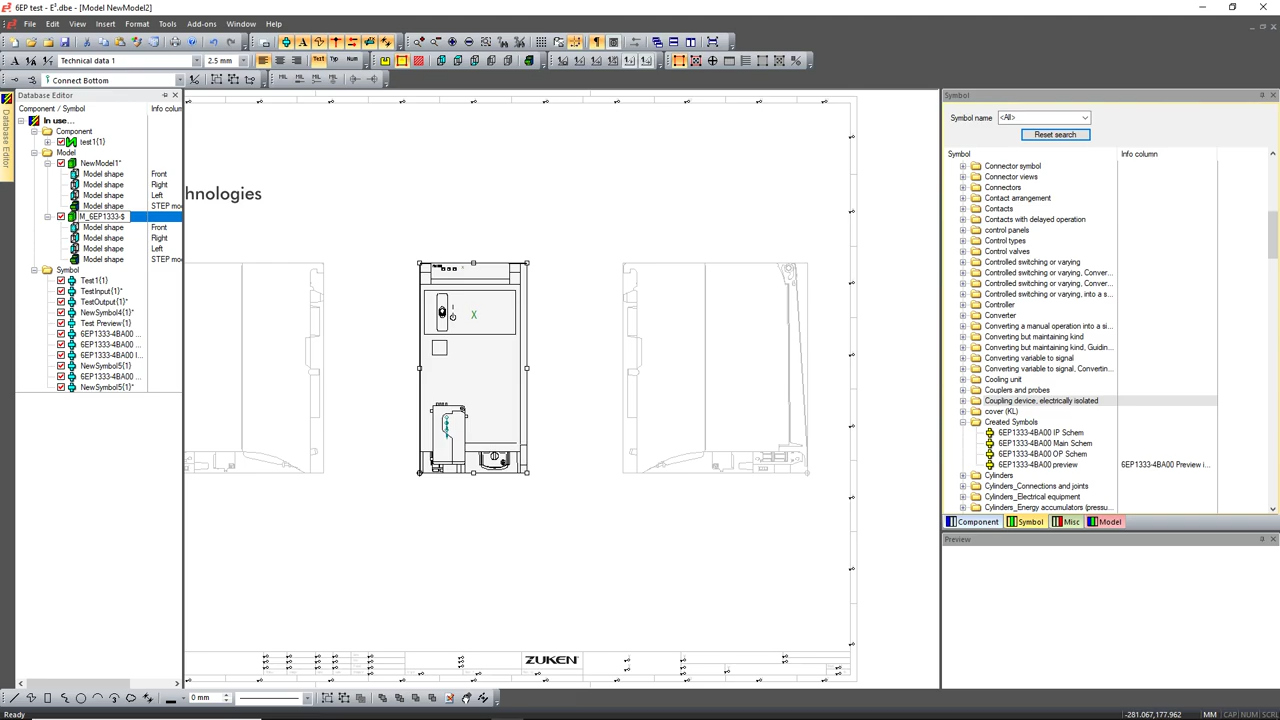 6EP test - E³.dbe - [Model NewModel2]
File Edit View Insert Format Tools Add-ons Window Help
Technical data 1 2.5 mm Text Typ Num
Connect Bottom
Database Editor
Component / Symbol Info colum
In use...
Component
test1{1}
Model
NewModel1*
Model shape Front
Model shape Right
Model shape Left
Model shape STEP mo
M_6EP1333-$
Model shape Front
Model shape Right
Model shape Left
Model shape STEP mo
Symbol
Test1{1}
TestInput{1}*
TestOutput{1}*
NewSymbol4{1}*
Test Preview{1}
6EP1333-4BA00 ...
6EP1333-4BA00 ...
6EP1333-4BA00 I...
NewSymbol5{1}
6EP1333-4BA00 ...
NewSymbol5{1}*
Database Editor
hnologies
X
ZUKEN
Symbol
Symbol name <All>
Reset search
Symbol Info column
Connector symbol
Connector views
Connectors
Contact arrangement
Contacts
Contacts with delayed operation
control panels
Control types
Control valves
Controlled switching or varying
Controlled switching or varying, Conver...
Controlled switching or varying, Conver...
Controlled switching or varying, into a s...
Controller
Converter
Converting a manual operation into a si...
Converting but maintaining kind
Converting but maintaining kind, Guidin...
Converting variable to signal
Converting variable to signal, Convertin...
Cooling unit
Couplers and probes
Coupling device, electrically isolated
cover (KL)
Created Symbols
6EP1333-4BA00 IP Schem
6EP1333-4BA00 Main Schem
6EP1333-4BA00 OP Schem
6EP1333-4BA00 preview 6EP1333-4BA00 Preview i...
Cylinders
Cylinders_Connections and joints
Cylinders_Electrical equipment
Cylinders_Energy accumulators (pressu...
Component Symbol Misc Model
Preview
0 mm
Ready -281.067,177.962 MM CAP NUM SCRL